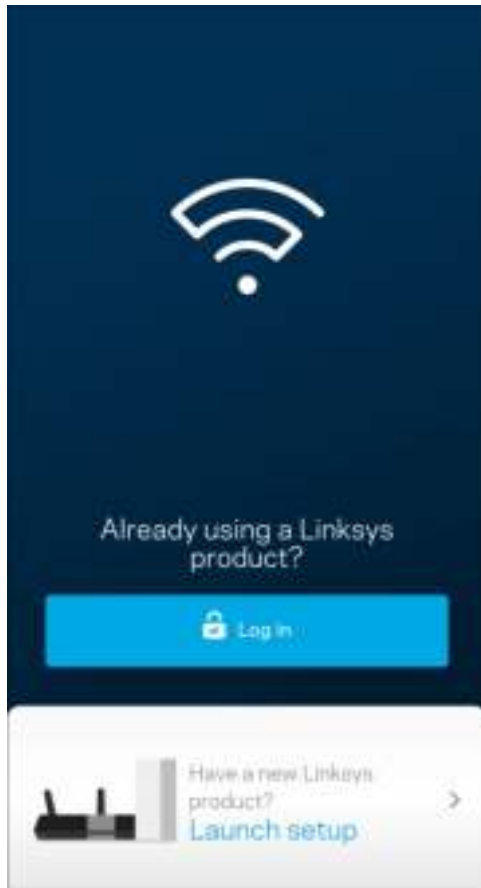 Already using a Linksys
product?
Log in
Have a new Linksys
product?
Launch setup